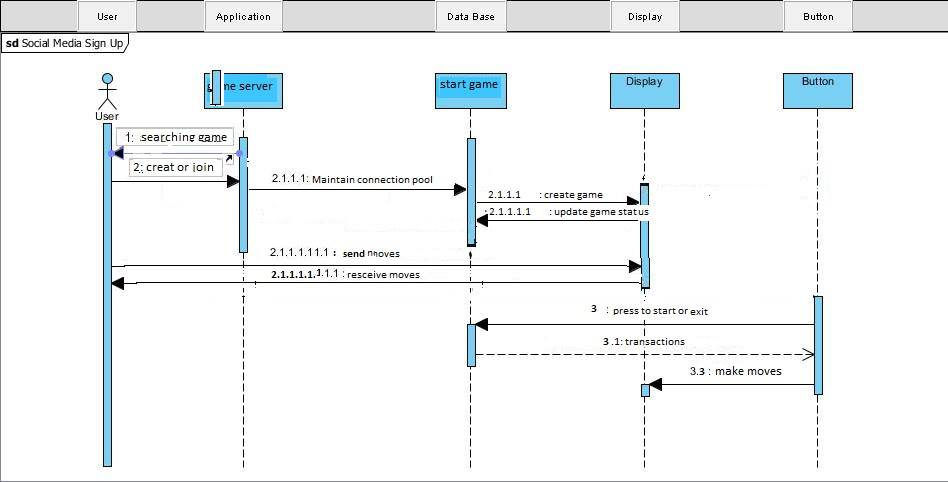 User
Application
Data Base
Display
Button
sd Social Media Sign Up
me server
start game
Display
Button
User
1: searching game
2: creat or join
2.1.1.1: Maintain connection pool
2.1.1.1 : create game
2.1.1.1.1 : update game status
2.1.1.1.11.1 : send moves
2.1.1.1.1.1.1 : resceive moves
3 : press to start or exit
3.1: transactions
3.3 : make moves